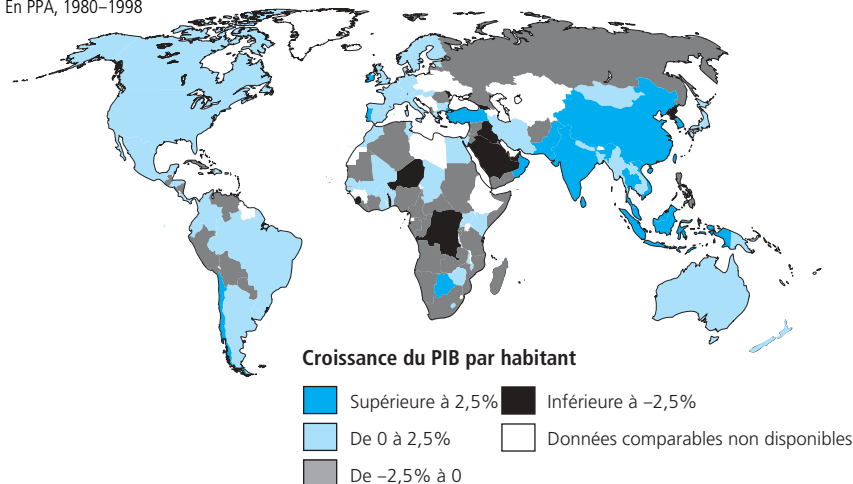 En PPA, 1980–1998
Croissance du PIB par habitant
Supérieure à 2,5%
Inférieure à –2,5%
De 0 à 2,5%
Données comparables non disponibles
De –2,5% à 0